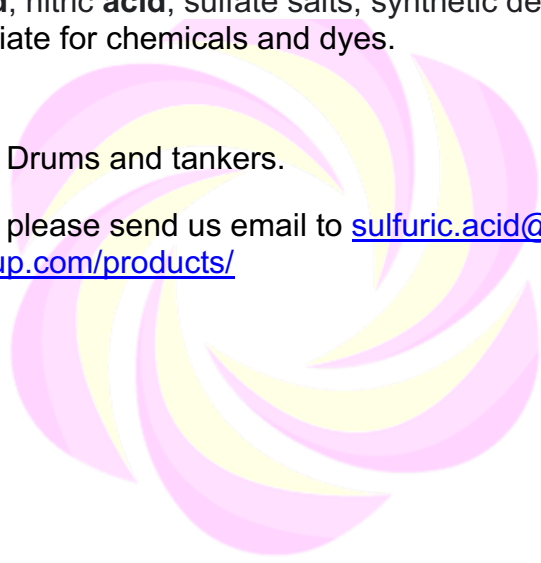 d, nitric acid, sulfate salts, synthetic de
iate for chemicals and dyes.
Drums and tankers.
please send us email to sulfuric.acid@
up.com/products/